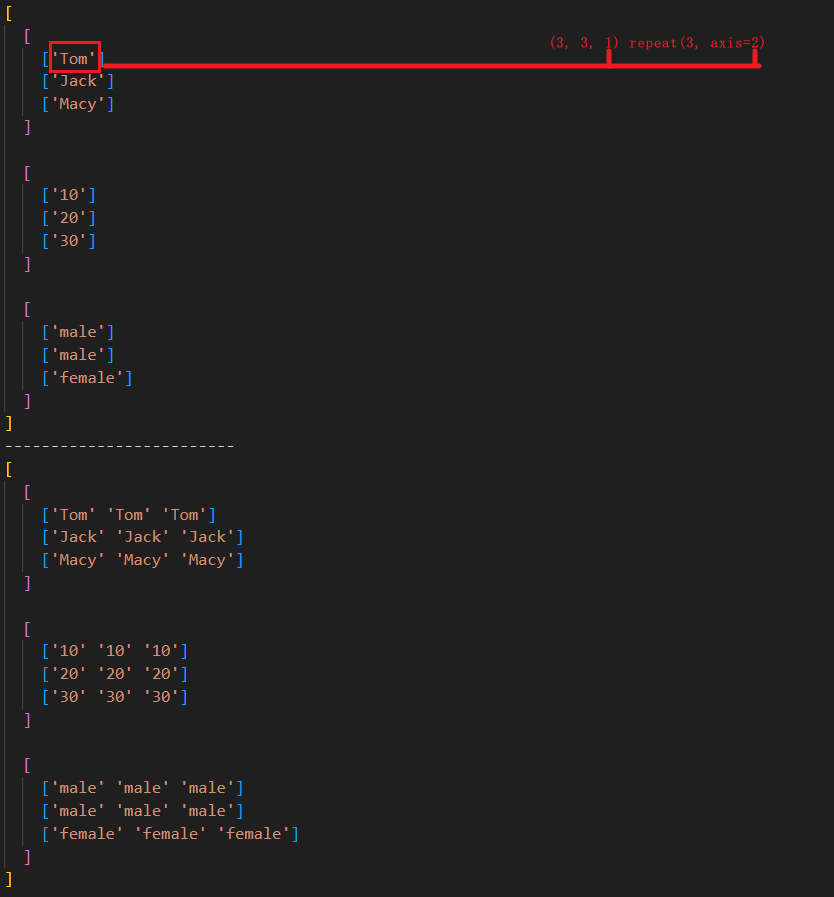 [
[
['Tom'] (3, 3, 1) repeat(3, axis=2)
['Jack']
['Macy']
]
[
['10']
['20']
['30']
]
[
['male']
['male']
['female']
]
]
-------------------------
[
[
['Tom' 'Tom' 'Tom']
['Jack' 'Jack' 'Jack']
['Macy' 'Macy' 'Macy']
]
[
['10' '10' '10']
['20' '20' '20']
['30' '30' '30']
]
[
['male' 'male' 'male']
['male' 'male' 'male']
['female' 'female' 'female']
]
]